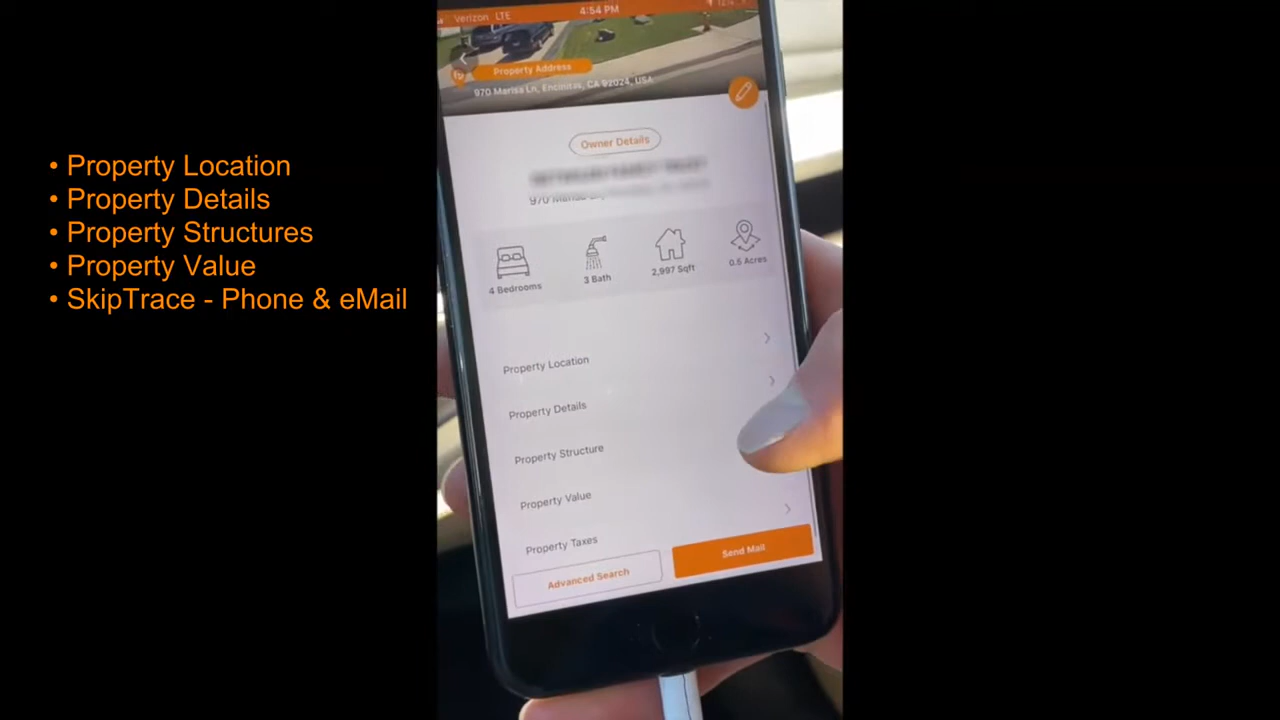 • Property Location
• Property Details
• Property Structures
• Property Value
• SkipTrace - Phone & eMail
Verizon LTE
4:54 PM
Property Address
970 Marisa Ln, Encinitas, CA 92024, USA
Owner Details
4 Bedrooms
3 Bath
2,997 Sqft
0.5 Acres
Property Location
Property Details
Property Structure
Property Value
Property Taxes
Advanced Search
Send Mail